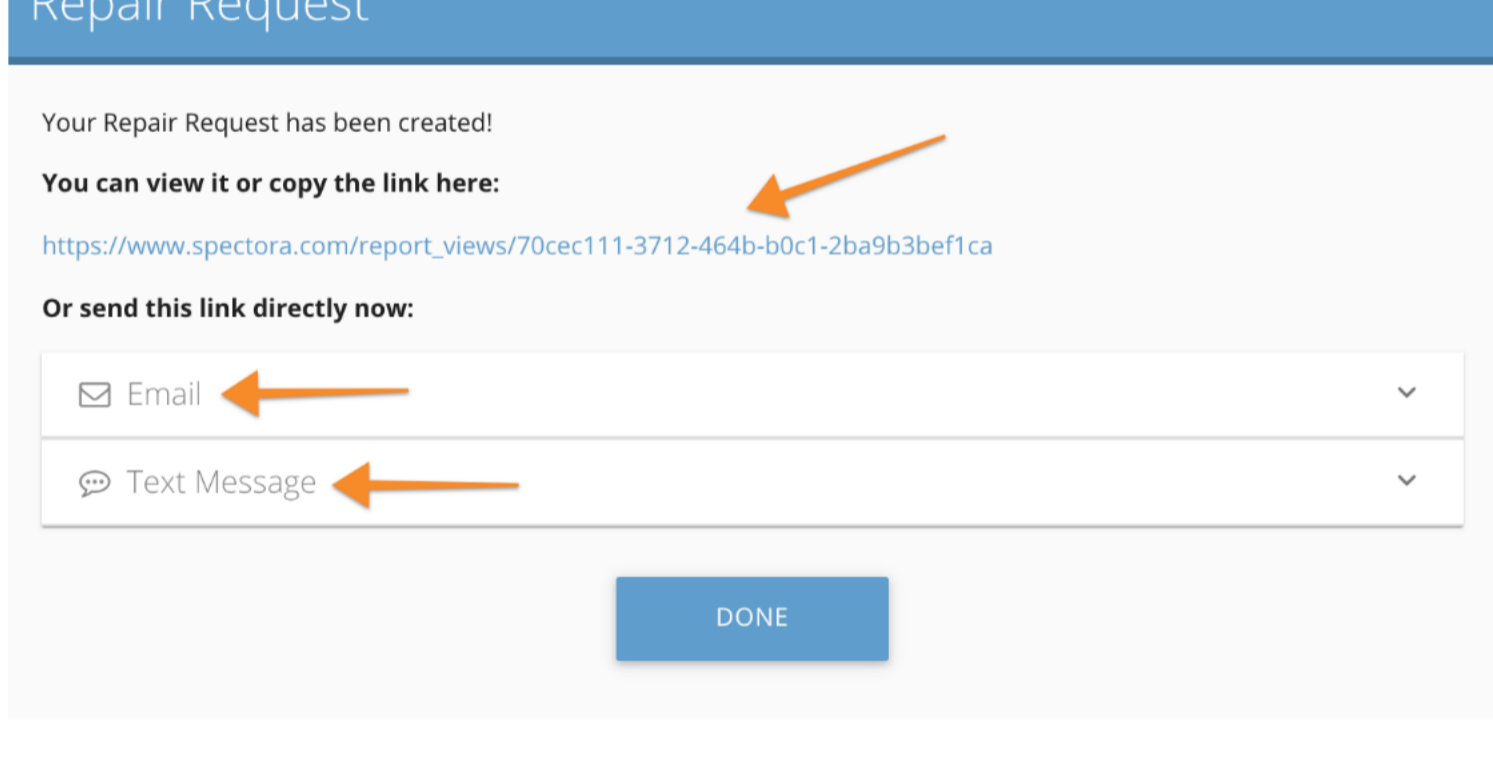 Repair Request
Your Repair Request has been created!
You can view it or copy the link here:
https://www.spectora.com/report_views/70cec111-3712-464b-b0c1-2ba9b3bef1ca
Or send this link directly now:
Email
Text Message
DONE